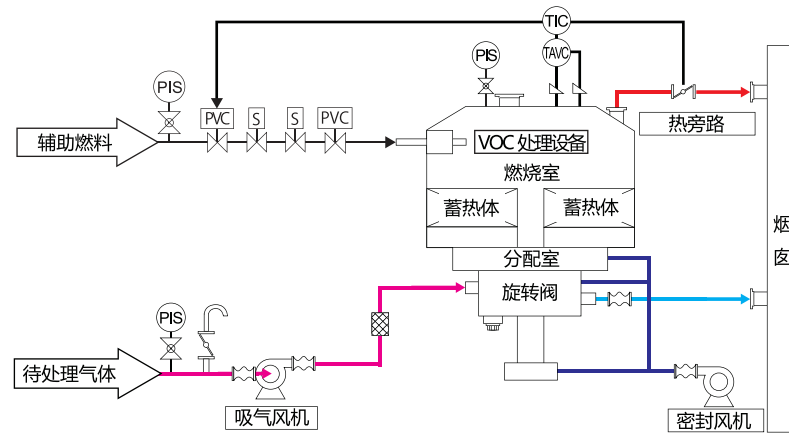 TIC
TAVC
PIS
PIS
PVC
S
S
PVC
辅助燃料
VOC 处理设备
热旁路
燃烧室
蓄热体
蓄热体
烟
囱
分配室
旋转阀
PIS
待处理气体
吸气风机
密封风机